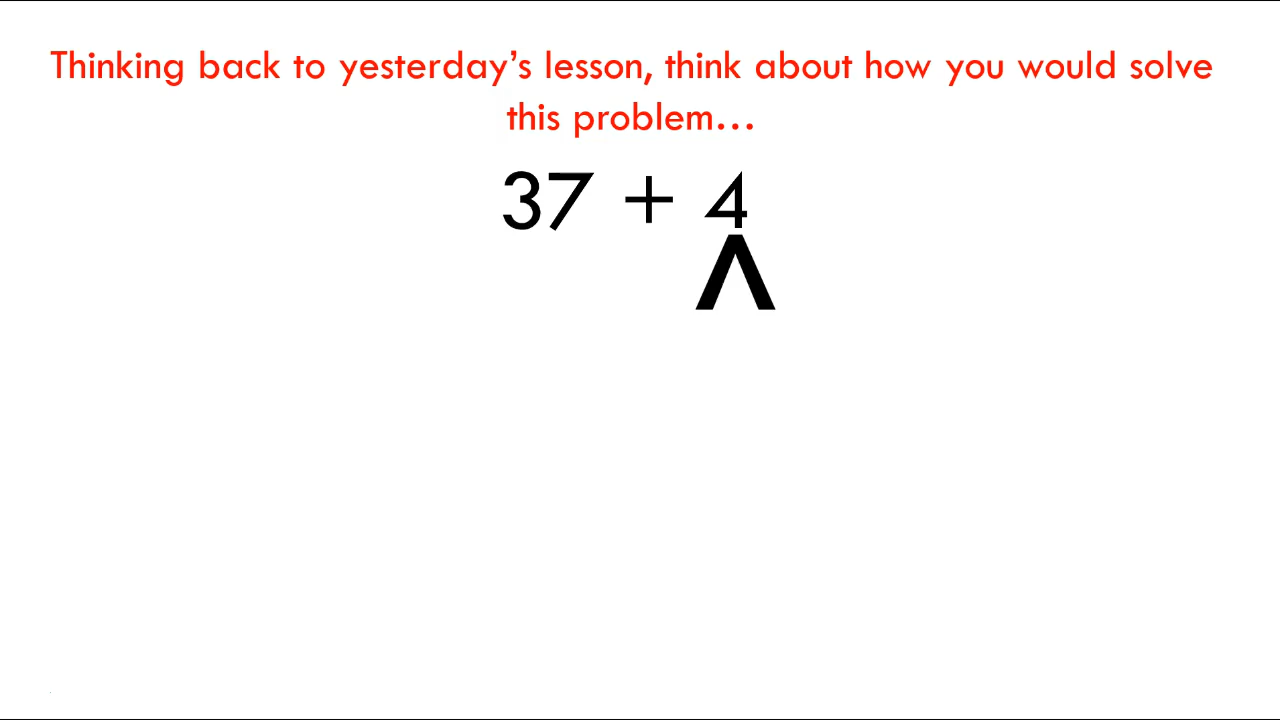 Thinking back to yesterday’s lesson, think about how you would solve
this problem…
37 + 4